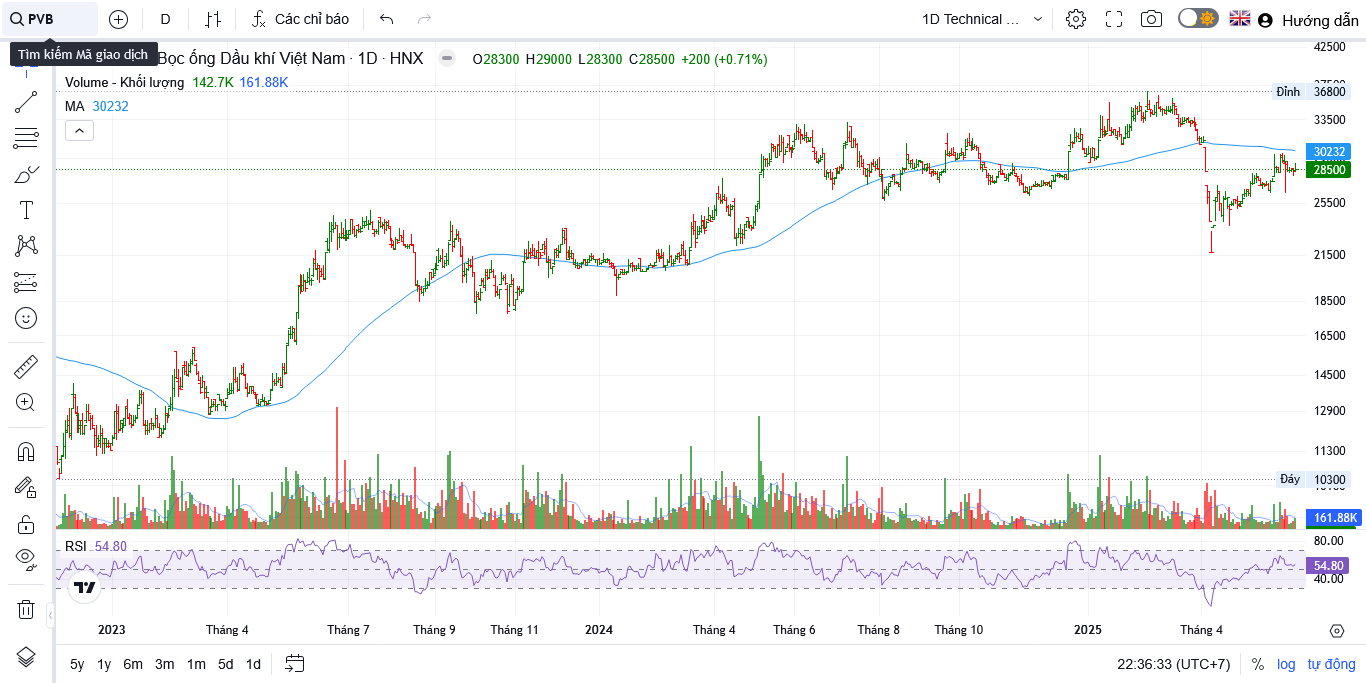 PVB
D
Các chỉ báo
1D Technical ...
Hướng dẫn
Tìm kiếm Mã giao dịch
Bọc ống Dầu khí Việt Nam · 1D · HNX
O28300 H29000 L28300 C28500 +200 (+0.71%)
Volume - Khối lượng 142.7K 161.88K
MA 30232
42500
Đỉnh 36800
33500
30232
28500
25500
21500
18500
16500
14500
12900
11300
Đáy 10300
161.88K
RSI 54.80
80.00
54.80
40.00
2023
Tháng 4
Tháng 7
Tháng 9
Tháng 11
2024
Tháng 4
Tháng 6
Tháng 8
Tháng 10
2025
Tháng 4
5y 1y 6m 3m 1m 5d 1d
22:36:33 (UTC+7) % log tự động